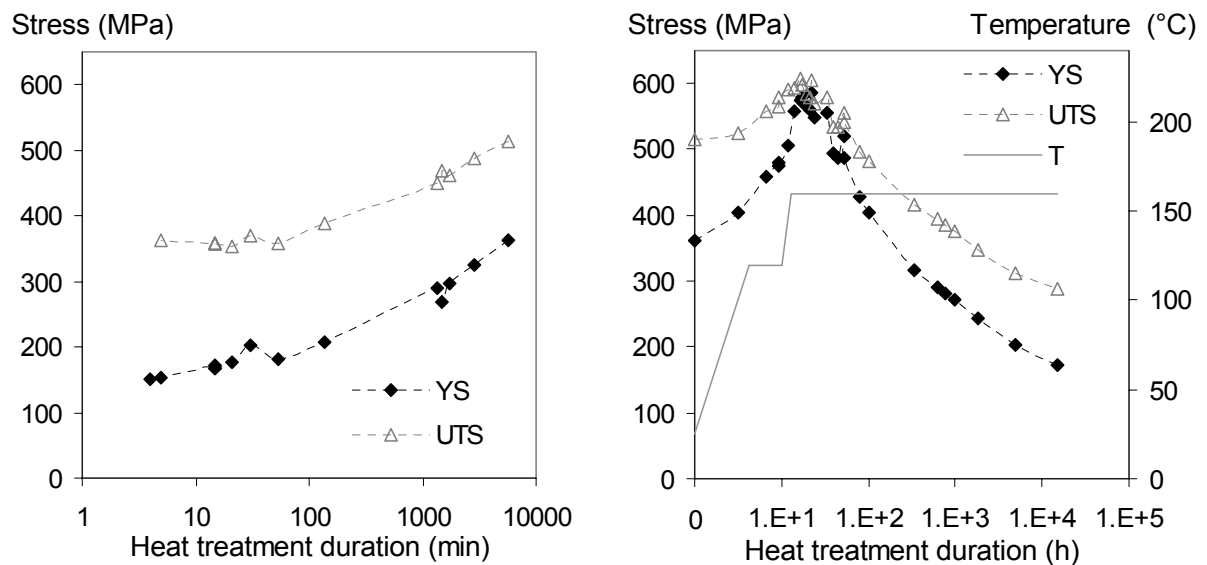 Stress (MPa)
600
500
400
300
200
100
0
YS
UTS
1 10 100 1000 10000
Heat treatment duration (min)
Stress (MPa) Temperature (°C)
600
500
400
300
200
100
0
YS
UTS
T
200
150
100
50
0
0 1.E+1 1.E+2 1.E+3 1.E+4 1.E+5
Heat treatment duration (h)